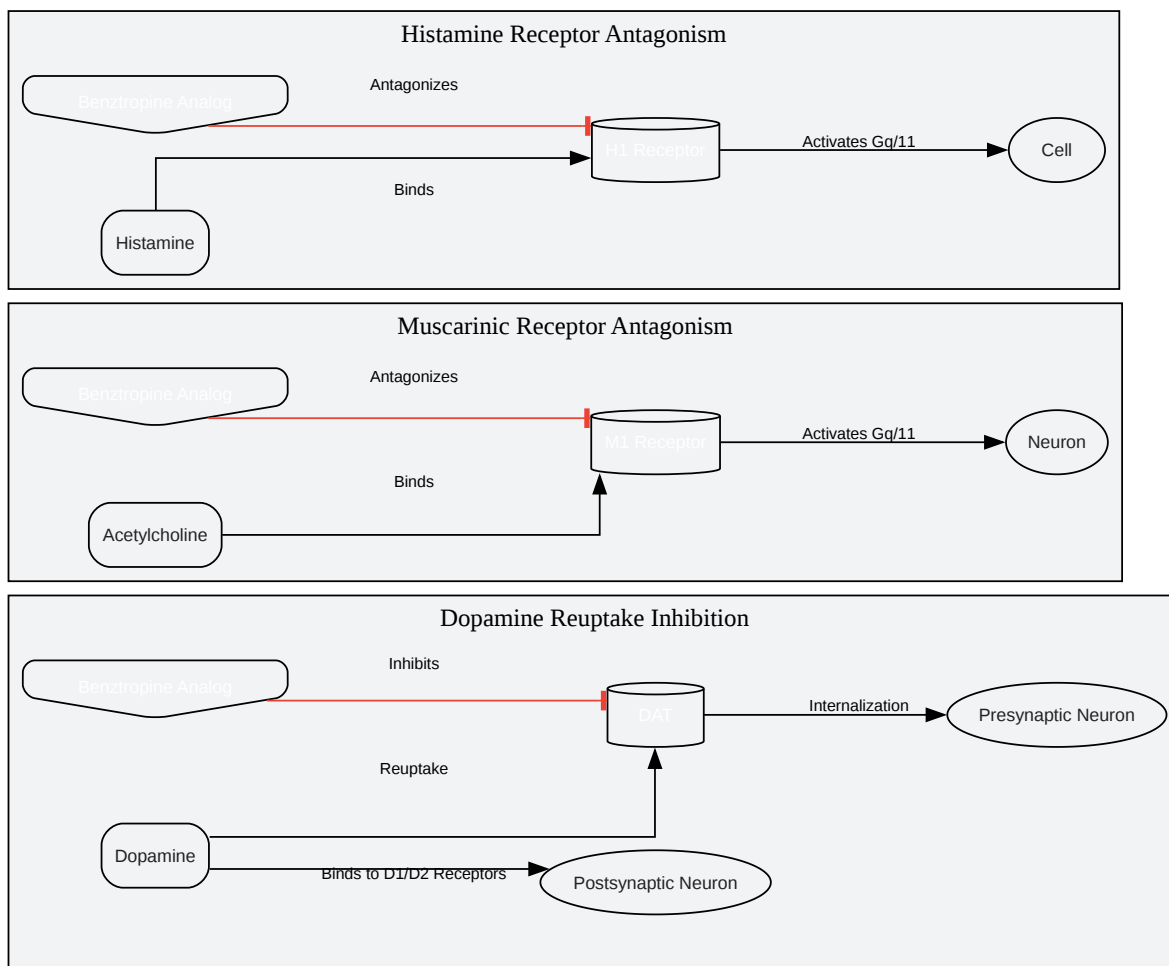 Histamine Receptor Antagonism
Antagonizes
Benztropine Analog
H1 Receptor
Activates Gq/11
Cell
Binds
Histamine
Muscarinic Receptor Antagonism
Antagonizes
Benztropine Analog
M1 Receptor
Activates Gq/11
Neuron
Binds
Acetylcholine
Dopamine Reuptake Inhibition
Inhibits
Benztropine Analog
DAT
Internalization
Presynaptic Neuron
Reuptake
Dopamine
Binds to D1/D2 Receptors
Postsynaptic Neuron